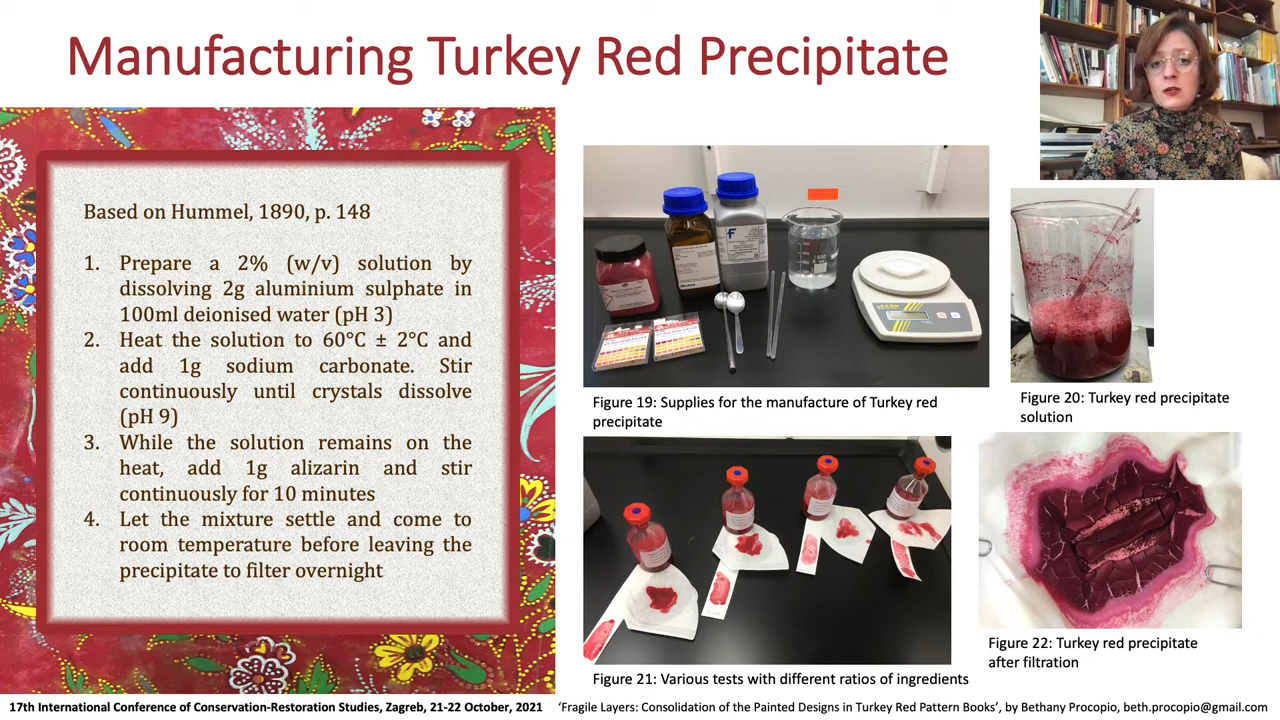 Manufacturing Turkey Red Precipitate
Based on Hummel, 1890, p. 148
1. Prepare a 2% (w/v) solution by
dissolving 2g aluminium sulphate in
100ml deionised water (pH 3)
2. Heat the solution to 60°C ± 2°C and
add 1g sodium carbonate. Stir
continuously until crystals dissolve
(pH 9)
3. While the solution remains on the
heat, add 1g alizarin and stir
continuously for 10 minutes
4. Let the mixture settle and come to
room temperature before leaving the
precipitate to filter overnight
Figure 19: Supplies for the manufacture of Turkey red
precipitate
Figure 20: Turkey red precipitate
solution
Figure 21: Various tests with different ratios of ingredients
Figure 22: Turkey red precipitate
after filtration
17th International Conference of Conservation-Restoration Studies, Zagreb, 21-22 October, 2021 ‘Fragile Layers: Consolidation of the Painted Designs in Turkey Red Pattern Books’, by Bethany Procopio, beth.procopio@gmail.com